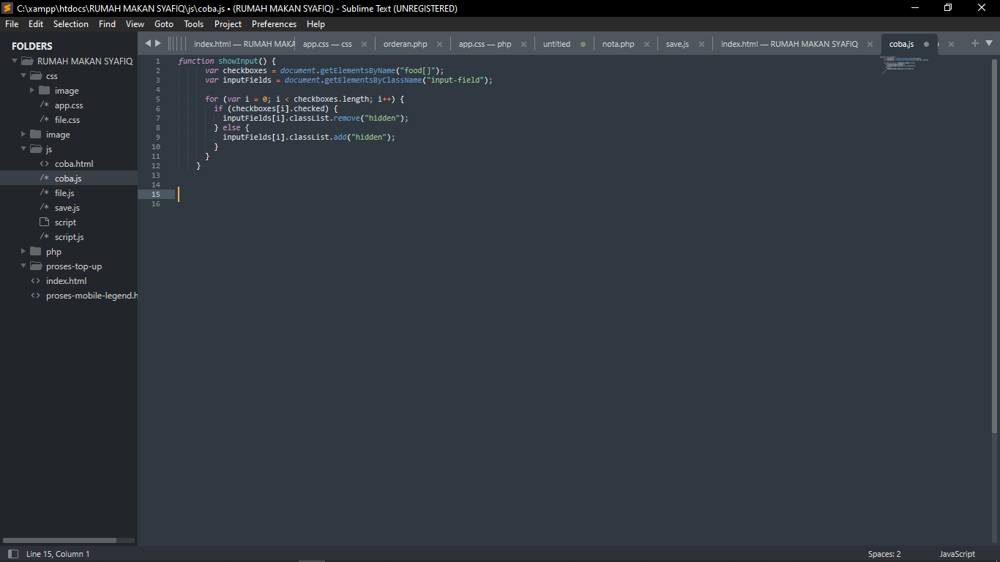 C:\xampp\htdocs\RUMAH MAKAN SYAFIQ\js\coba.js • (RUMAH MAKAN SYAFIQ) - Sublime Text (UNREGISTERED)
File Edit Selection Find View Goto Tools Project Preferences Help
index.html — RUMAH MAKA app.css — css orderan.php app.css — php untitled nota.php save.js index.html — RUMAH MAKAN SYAFIQ coba.js
FOLDERS
RUMAH MAKAN SYAFIQ
css
image
/* app.css
/* file.css
image
js
<> coba.html
/* coba.js
/* file.js
/* save.js
script
/* script.js
php
proses-top-up
<> index.html
<> proses-mobile-legend.h
1 function showInput() {
2 var checkboxes = document.getElementsByName("food[]");
3 var inputFields = document.getElementsByClassName("input-field");
4
5 for (var i = 0; i < checkboxes.length; i++) {
6 if (checkboxes[i].checked) {
7 inputFields[i].classList.remove("hidden");
8 } else {
9 inputFields[i].classList.add("hidden");
10 }
11 }
12 }
13
14
15
16
Line 15, Column 1 Spaces: 2 JavaScript